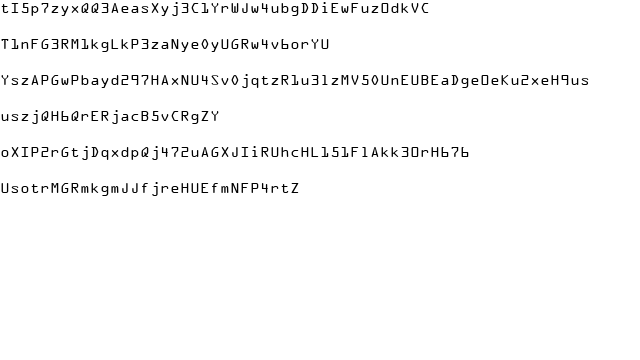 tI5p7zyxQQ3AeasXyj3C1YrWJw4ubgDDiEwFuzOdkVC
T1nFG3RM1kgLkP3zaNye0yUGRw4v6orYU
YszAPGwPbayd297HAxNU4Sv0jqtzR1u31zMV50UnEUBEaDgeOeKu2xeH9us
uszjQH6QrERjacB5vCRgZY
oXIP2rGtjDqxdpQj472uAGXJIiRUhcHL151FlAkk3OrH676
UsotrMGRmkgmJJfjreHUEfmNFP4rtZ